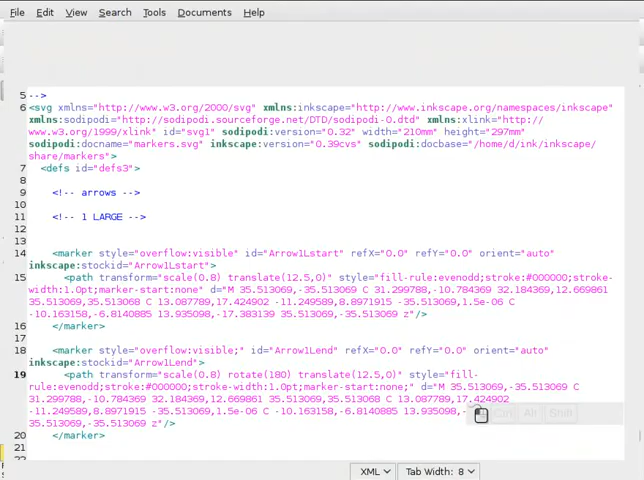 File Edit View Search Tools Documents Help
5 -->
6 <svg xmlns="http://www.w3.org/2000/svg" xmlns:inkscape="http://www.inkscape.org/namespaces/inkscape"
xmlns:sodipodi="http://sodipodi.sourceforge.net/DTD/sodipodi-0.dtd" xmlns:xlink="http://
www.w3.org/1999/xlink" id="svg1" sodipodi:version="0.32" width="210mm" height="297mm"
sodipodi:docname="markers.svg" inkscape:version="0.39cvs" sodipodi:docbase="/home/d/ink/inkscape/
share/markers">
7 <defs id="defs3">
8
9 <!-- arrows -->
10
11 <!-- 1 LARGE -->
12
13
14 <marker style="overflow:visible" id="Arrow1Lstart" refX="0.0" refY="0.0" orient="auto"
inkscape:stockid="Arrow1Lstart">
15 <path transform="scale(0.8) translate(12.5,0)" style="fill-rule:evenodd;stroke:#000000;stroke-
width:1.0pt;marker-start:none" d="M 35.513069,-35.513069 C 31.299788,-10.784369 32.184369,12.669861
35.513069,35.513068 C 13.087789,17.424902 -11.249589,8.8971915 -35.513069,1.5e-06 C
-10.163158,-6.8140885 13.935098,-17.383139 35.513069,-35.513069 z"/>
16 </marker>
17
18 <marker style="overflow:visible;" id="Arrow1Lend" refX="0.0" refY="0.0" orient="auto"
inkscape:stockid="Arrow1Lend">
19 <path transform="scale(0.8) rotate(180) translate(12.5,0)" style="fill-
rule:evenodd;stroke:#000000;stroke-width:1.0pt;marker-start:none;" d="M 35.513069,-35.513069 C
31.299788,-10.784369 32.184369,12.669861 35.513069,35.513068 C 13.087789,17.424902
-11.249589,8.8971915 -35.513069,1.5e-06 C -10.163158,-6.8140885 13.935098,-
35.513069,-35.513069 z"/>
Ctrl Alt Shift
20 </marker>
21
22
XML Tab Width: 8